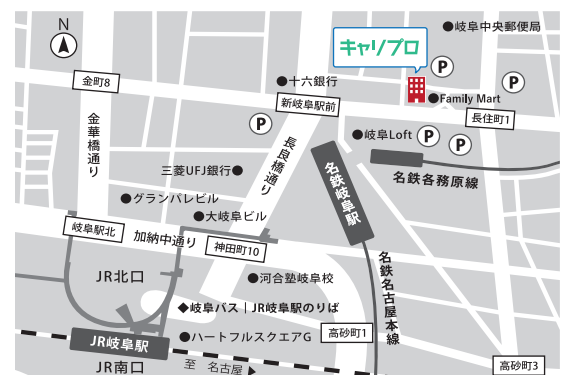 N
岐阜中央郵便局
キャリプロ
P
P
金町8
十六銀行
新岐阜駅前
Family Mart
長住町1
P
岐阜Loft
P
P
金華橋通り
長良橋通り
三菱UFJ銀行
名鉄岐阜駅
名鉄各務原線
グランパレビル
大岐阜ビル
岐阜駅北
加納中通り
神田町10
名鉄名古屋本線
JR北口
河合塾岐阜校
岐阜バス｜JR岐阜駅のりば
高砂町1
JR岐阜駅
ハートフルスクエアG
JR南口
至 名古屋
高砂町3